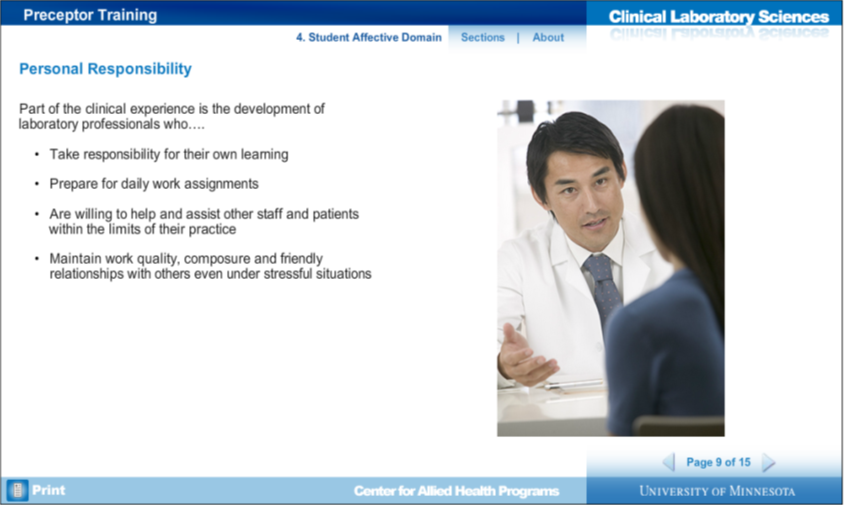 Preceptor Training
Clinical Laboratory Sciences
4. Student Affective Domain Sections | About
Personal Responsibility
Part of the clinical experience is the development of
laboratory professionals who….
• Take responsibility for their own learning
• Prepare for daily work assignments
• Are willing to help and assist other staff and patients
within the limits of their practice
• Maintain work quality, composure and friendly
relationships with others even under stressful situations
Page 9 of 15
Print
Center for Allied Health Programs
UNIVERSITY OF MINNESOTA